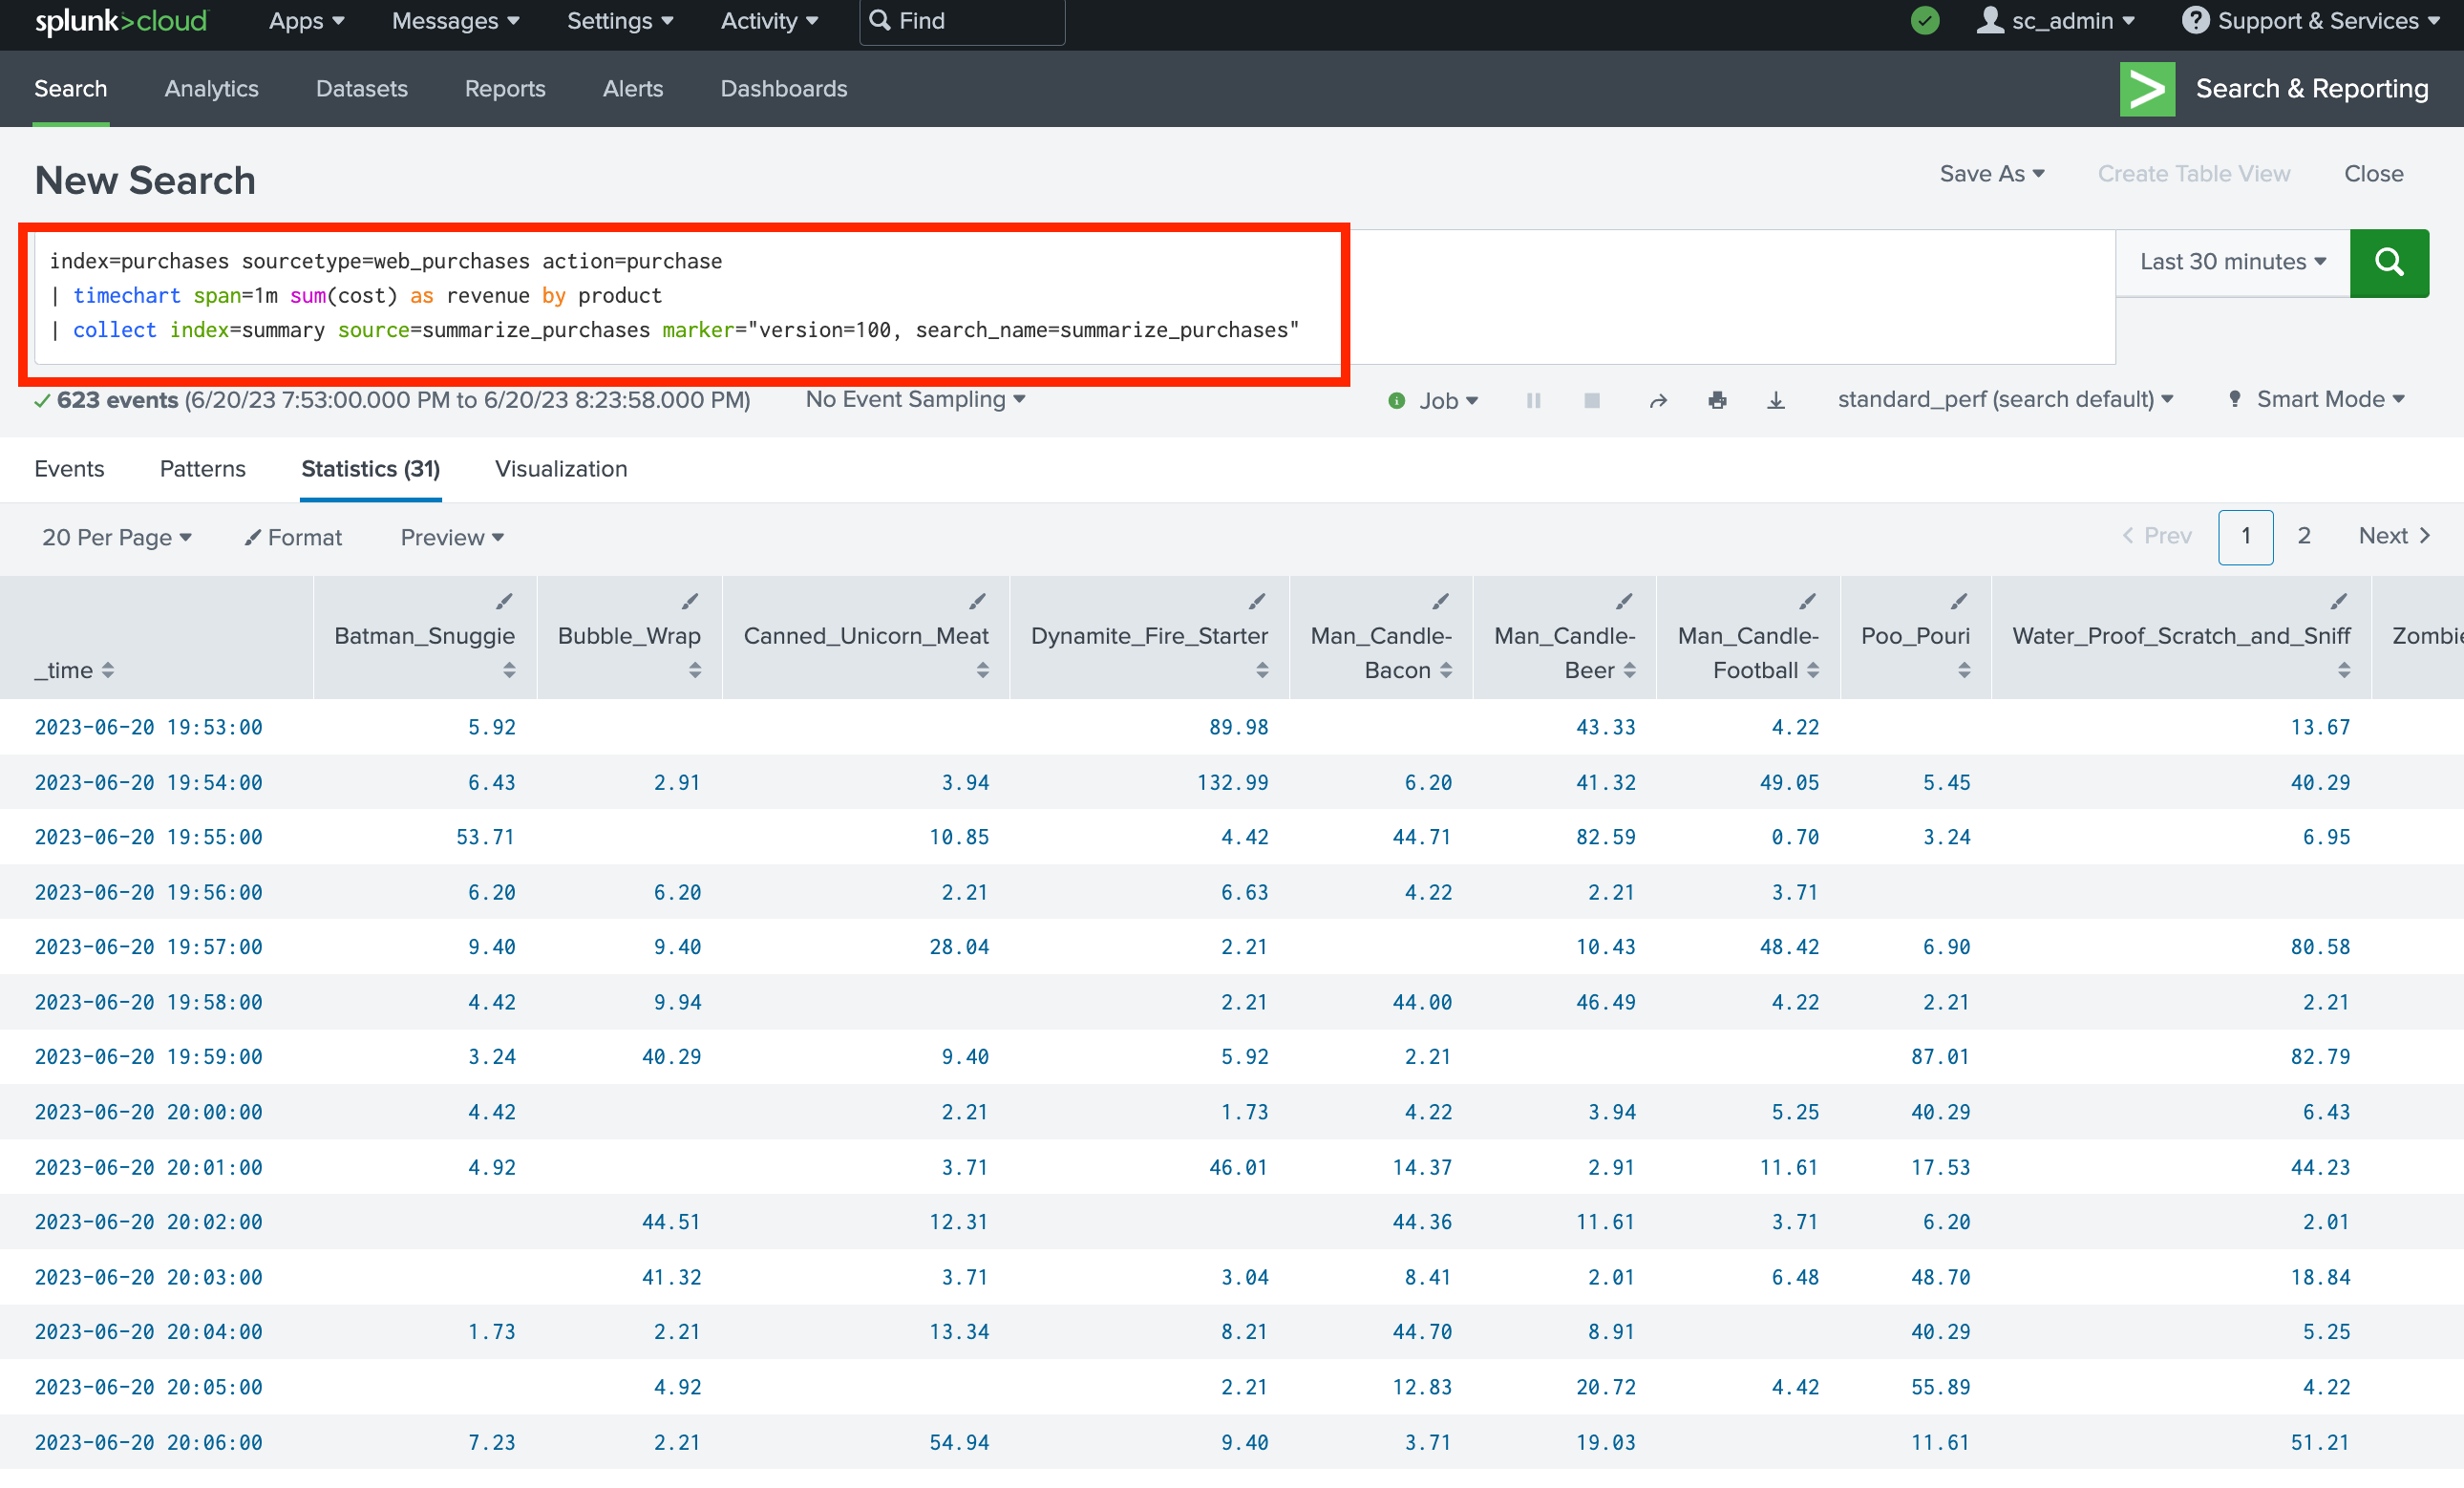 splunk>cloud Apps Messages Settings Activity Find sc_admin Support & Services
Search Analytics Datasets Reports Alerts Dashboards Search & Reporting
New Search Save As Create Table View Close
index=purchases sourcetype=web_purchases action=purchase
| timechart span=1m sum(cost) as revenue by product
| collect index=summary source=summarize_purchases marker="version=100, search_name=summarize_purchases"
Last 30 minutes
623 events (6/20/23 7:53:00.000 PM to 6/20/23 8:23:58.000 PM) No Event Sampling Job standard_perf (search default) Smart Mode
Events Patterns Statistics (31) Visualization
20 Per Page Format Preview Prev 1 2 Next
_time Batman_Snuggie Bubble_Wrap Canned_Unicorn_Meat Dynamite_Fire_Starter Man_Candle-Bacon Man_Candle-Beer Man_Candle-Football Poo_Pouri Water_Proof_Scratch_and_Sniff
2023-06-20 19:53:00 5.92 89.98 43.33 4.22 13.67
2023-06-20 19:54:00 6.43 2.91 3.94 132.99 6.20 41.32 49.05 5.45 40.29
2023-06-20 19:55:00 53.71 10.85 4.42 44.71 82.59 0.70 3.24 6.95
2023-06-20 19:56:00 6.20 6.20 2.21 6.63 4.22 2.21 3.71
2023-06-20 19:57:00 9.40 9.40 28.04 2.21 10.43 48.42 6.90 80.58
2023-06-20 19:58:00 4.42 9.94 2.21 44.00 46.49 4.22 2.21 2.21
2023-06-20 19:59:00 3.24 40.29 9.40 5.92 2.21 87.01 82.79
2023-06-20 20:00:00 4.42 2.21 1.73 4.22 3.94 5.25 40.29 6.43
2023-06-20 20:01:00 4.92 3.71 46.01 14.37 2.91 11.61 17.53 44.23
2023-06-20 20:02:00 44.51 12.31 44.36 11.61 3.71 6.20 2.01
2023-06-20 20:03:00 41.32 3.71 3.04 8.41 2.01 6.48 48.70 18.84
2023-06-20 20:04:00 1.73 2.21 13.34 8.21 44.70 8.91 40.29 5.25
2023-06-20 20:05:00 4.92 2.21 12.83 20.72 4.42 55.89 4.22
2023-06-20 20:06:00 7.23 2.21 54.94 9.40 3.71 19.03 11.61 51.21